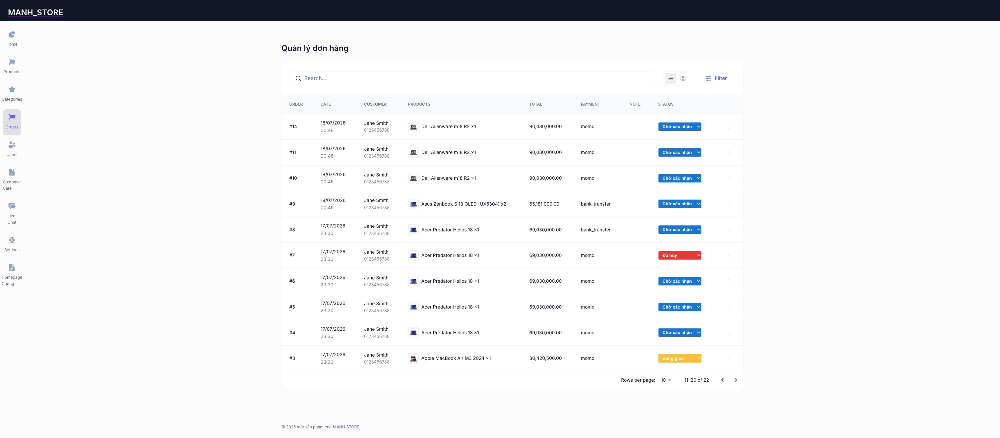 MANH_STORE
Home
Products
Categories
Orders
Users
Customer
Care
Live
Chat
Settings
Homepage
Config
Quản lý đơn hàng
Search...
Filter
ORDER DATE CUSTOMER PRODUCTS TOTAL PAYMENT NOTE STATUS
#14 18/07/2026 00:46 Jane Smith 0123456788 Dell Alienware m18 R2 ×1 90,030,000.00 momo Chờ xác nhận
#11 18/07/2026 00:46 Jane Smith 0123456788 Dell Alienware m18 R2 ×1 90,030,000.00 momo Chờ xác nhận
#10 18/07/2026 00:46 Jane Smith 0123456788 Dell Alienware m18 R2 ×1 90,030,000.00 momo Chờ xác nhận
#9 18/07/2026 00:46 Jane Smith 0123456788 Asus Zenbook S 13 OLED (UX5304) x2 65,181,000.00 bank_transfer Chờ xác nhận
#8 17/07/2026 23:30 Jane Smith 0123456788 Acer Predator Helios 18 ×1 69,030,000.00 bank_transfer Chờ xác nhận
#7 17/07/2026 23:30 Jane Smith 0123456788 Acer Predator Helios 18 ×1 69,030,000.00 momo Đã hủy
#6 17/07/2026 23:30 Jane Smith 0123456788 Acer Predator Helios 18 ×1 69,030,000.00 momo Chờ xác nhận
#5 17/07/2026 23:30 Jane Smith 0123456788 Acer Predator Helios 18 ×1 69,030,000.00 momo Chờ xác nhận
#4 17/07/2026 23:30 Jane Smith 0123456788 Acer Predator Helios 18 ×1 69,030,000.00 momo Chờ xác nhận
#3 17/07/2026 23:30 Jane Smith 0123456788 Apple MacBook Air M3 2024 ×1 30,420,500.00 momo Đang giao
Rows per page: 10 11–20 of 22
© 2025 một sản phẩm của MANH STORE